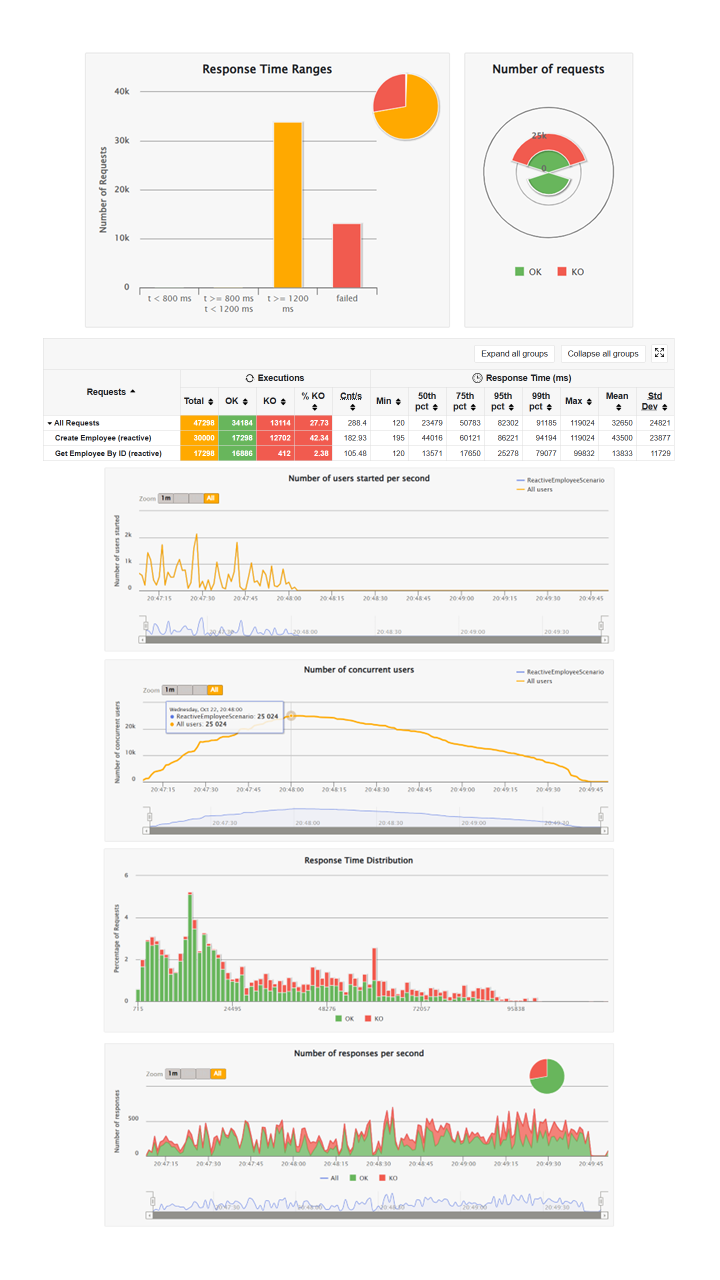 Response Time Ranges
40k
30k
20k
10k
0
Number of Requests
t < 800 ms
t >= 800 ms
t < 1200 ms
t >= 1200
ms
failed
Number of requests
25k
0
OK KO
Expand all groups Collapse all groups
Requests Executions Response Time (ms)
Total OK KO % KO Cnt/s Min 50th pct 75th pct 95th pct 99th pct Max Mean Std Dev
All Requests 47298 34184 13114 27.73 288.4 120 23479 50783 82302 91185 119024 32650 24821
Create Employee (reactive) 30000 17298 12702 42.34 182.93 195 44016 60121 86221 94194 119024 43500 23877
Get Employee By ID (reactive) 17298 16886 412 2.38 105.48 120 13571 17650 25278 79077 99832 13833 11729
Number of users started per second
ReactiveEmployeeScenario
All users
Zoom 1m All
Number of users started
2k
1k
0
20:47:15 20:47:30 20:47:45 20:48:00 20:48:15 20:48:30 20:48:45 20:49:00 20:49:15 20:49:30 20:49:45
20:47:30 20:48:00 20:48:30 20:49:00 20:49:30
Number of concurrent users
ReactiveEmployeeScenario
All users
Zoom 1m All
Wednesday, Oct 22, 20:48:00
ReactiveEmployeeScenario: 25 024
All users: 25 024
Number of concurrent users
20k
10k
0
20:47:15 20:47:30 20:47:45 20:48:00 20:48:15 20:48:30 20:48:45 20:49:00 20:49:15 20:49:30 20:49:45
20:47:30 20:48:00 20:48:30 20:49:00 20:49:30
Response Time Distribution
Percentage of Requests
6
4
2
0
715 24495 48276 72057 95838
OK KO
Number of responses per second
Zoom 1m All
Number of responses
500
0
20:47:15 20:47:30 20:47:45 20:48:00 20:48:15 20:48:30 20:48:45 20:49:00 20:49:15 20:49:30 20:49:45
All OK KO
20:47:30 20:48:00 20:48:30 20:49:00 20:49:30